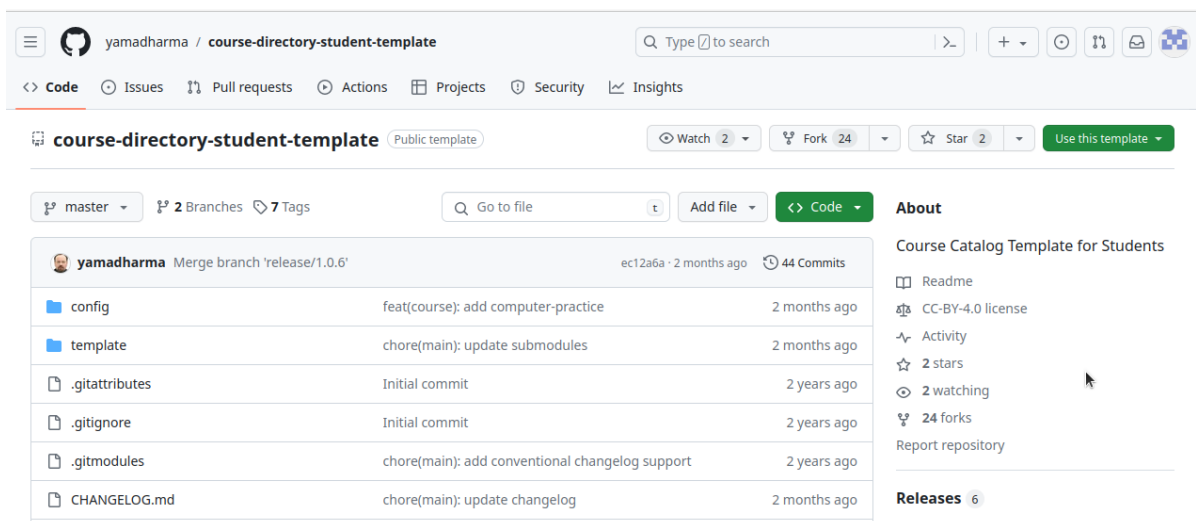 yamadharma / course-directory-student-template Type / to search
Code Issues Pull requests Actions Projects Security Insights
course-directory-student-template Public template Watch 2 Fork 24 Star 2 Use this template
master 2 Branches 7 Tags Go to file t Add file Code
About
Course Catalog Template for Students
yamadharma Merge branch 'release/1.0.6' ec12a6a · 2 months ago 44 Commits
config feat(course): add computer-practice 2 months ago
template chore(main): update submodules 2 months ago
.gitattributes Initial commit 2 years ago
.gitignore Initial commit 2 years ago
.gitmodules chore(main): add conventional changelog support 2 years ago
CHANGELOG.md chore(main): update changelog 2 months ago
Readme
CC-BY-4.0 license
Activity
2 stars
2 watching
24 forks
Report repository
Releases 6